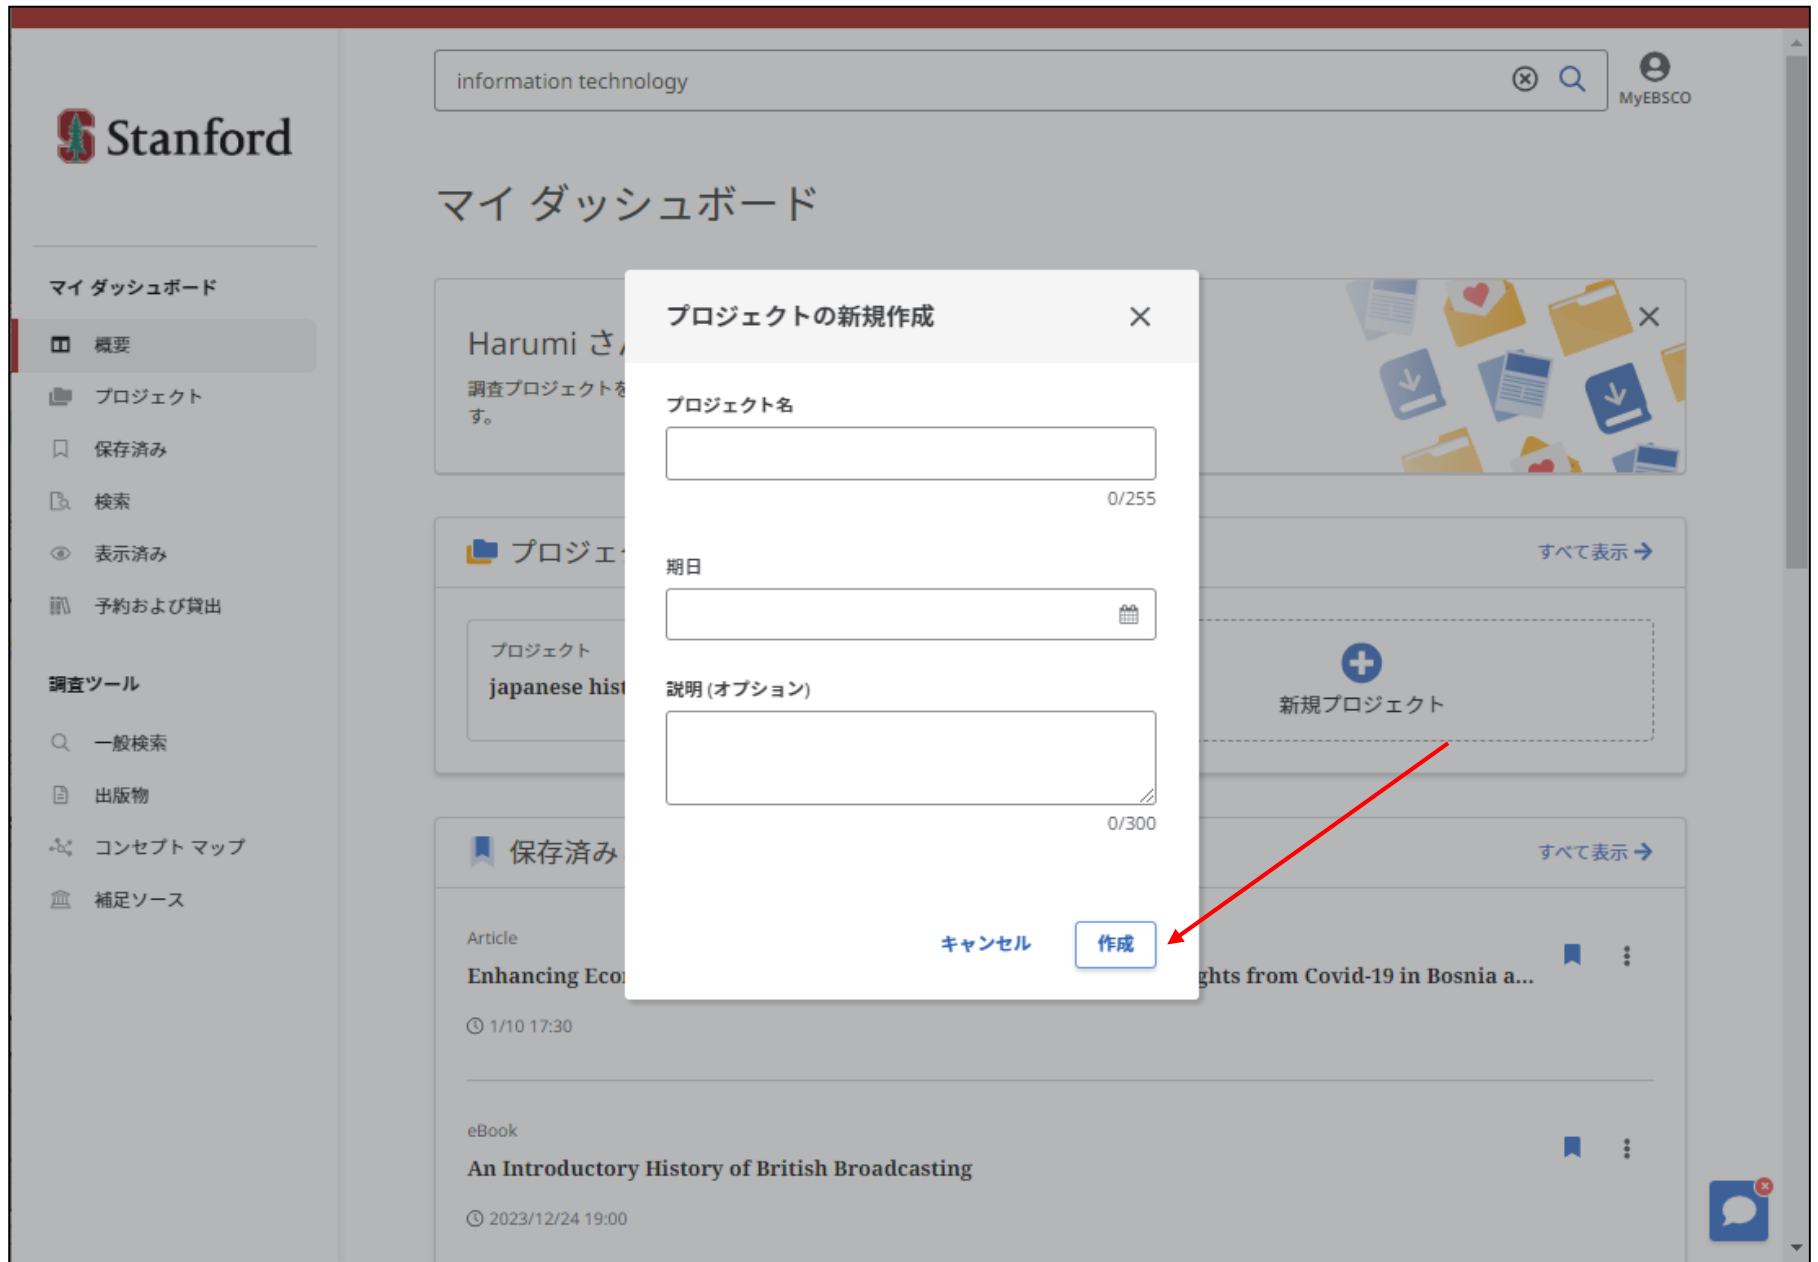 information technology
MyEBSCO
Stanford
マイ ダッシュボード
マイ ダッシュボード
概要
プロジェクト
保存済み
検索
表示済み
予約および貸出
調査ツール
一般検索
出版物
コンセプト マップ
補足ソース
Harumi さ
調査プロジェクトを
す。
プロジェクトの新規作成
プロジェクト名
0/255
期日
説明 (オプション)
0/300
キャンセル
作成
プロジェ
すべて表示
プロジェクト
japanese hist
新規プロジェクト
保存済み
すべて表示
Article
Enhancing Eco
ghts from Covid-19 in Bosnia a...
1/10 17:30
eBook
An Introductory History of British Broadcasting
2023/12/24 19:00